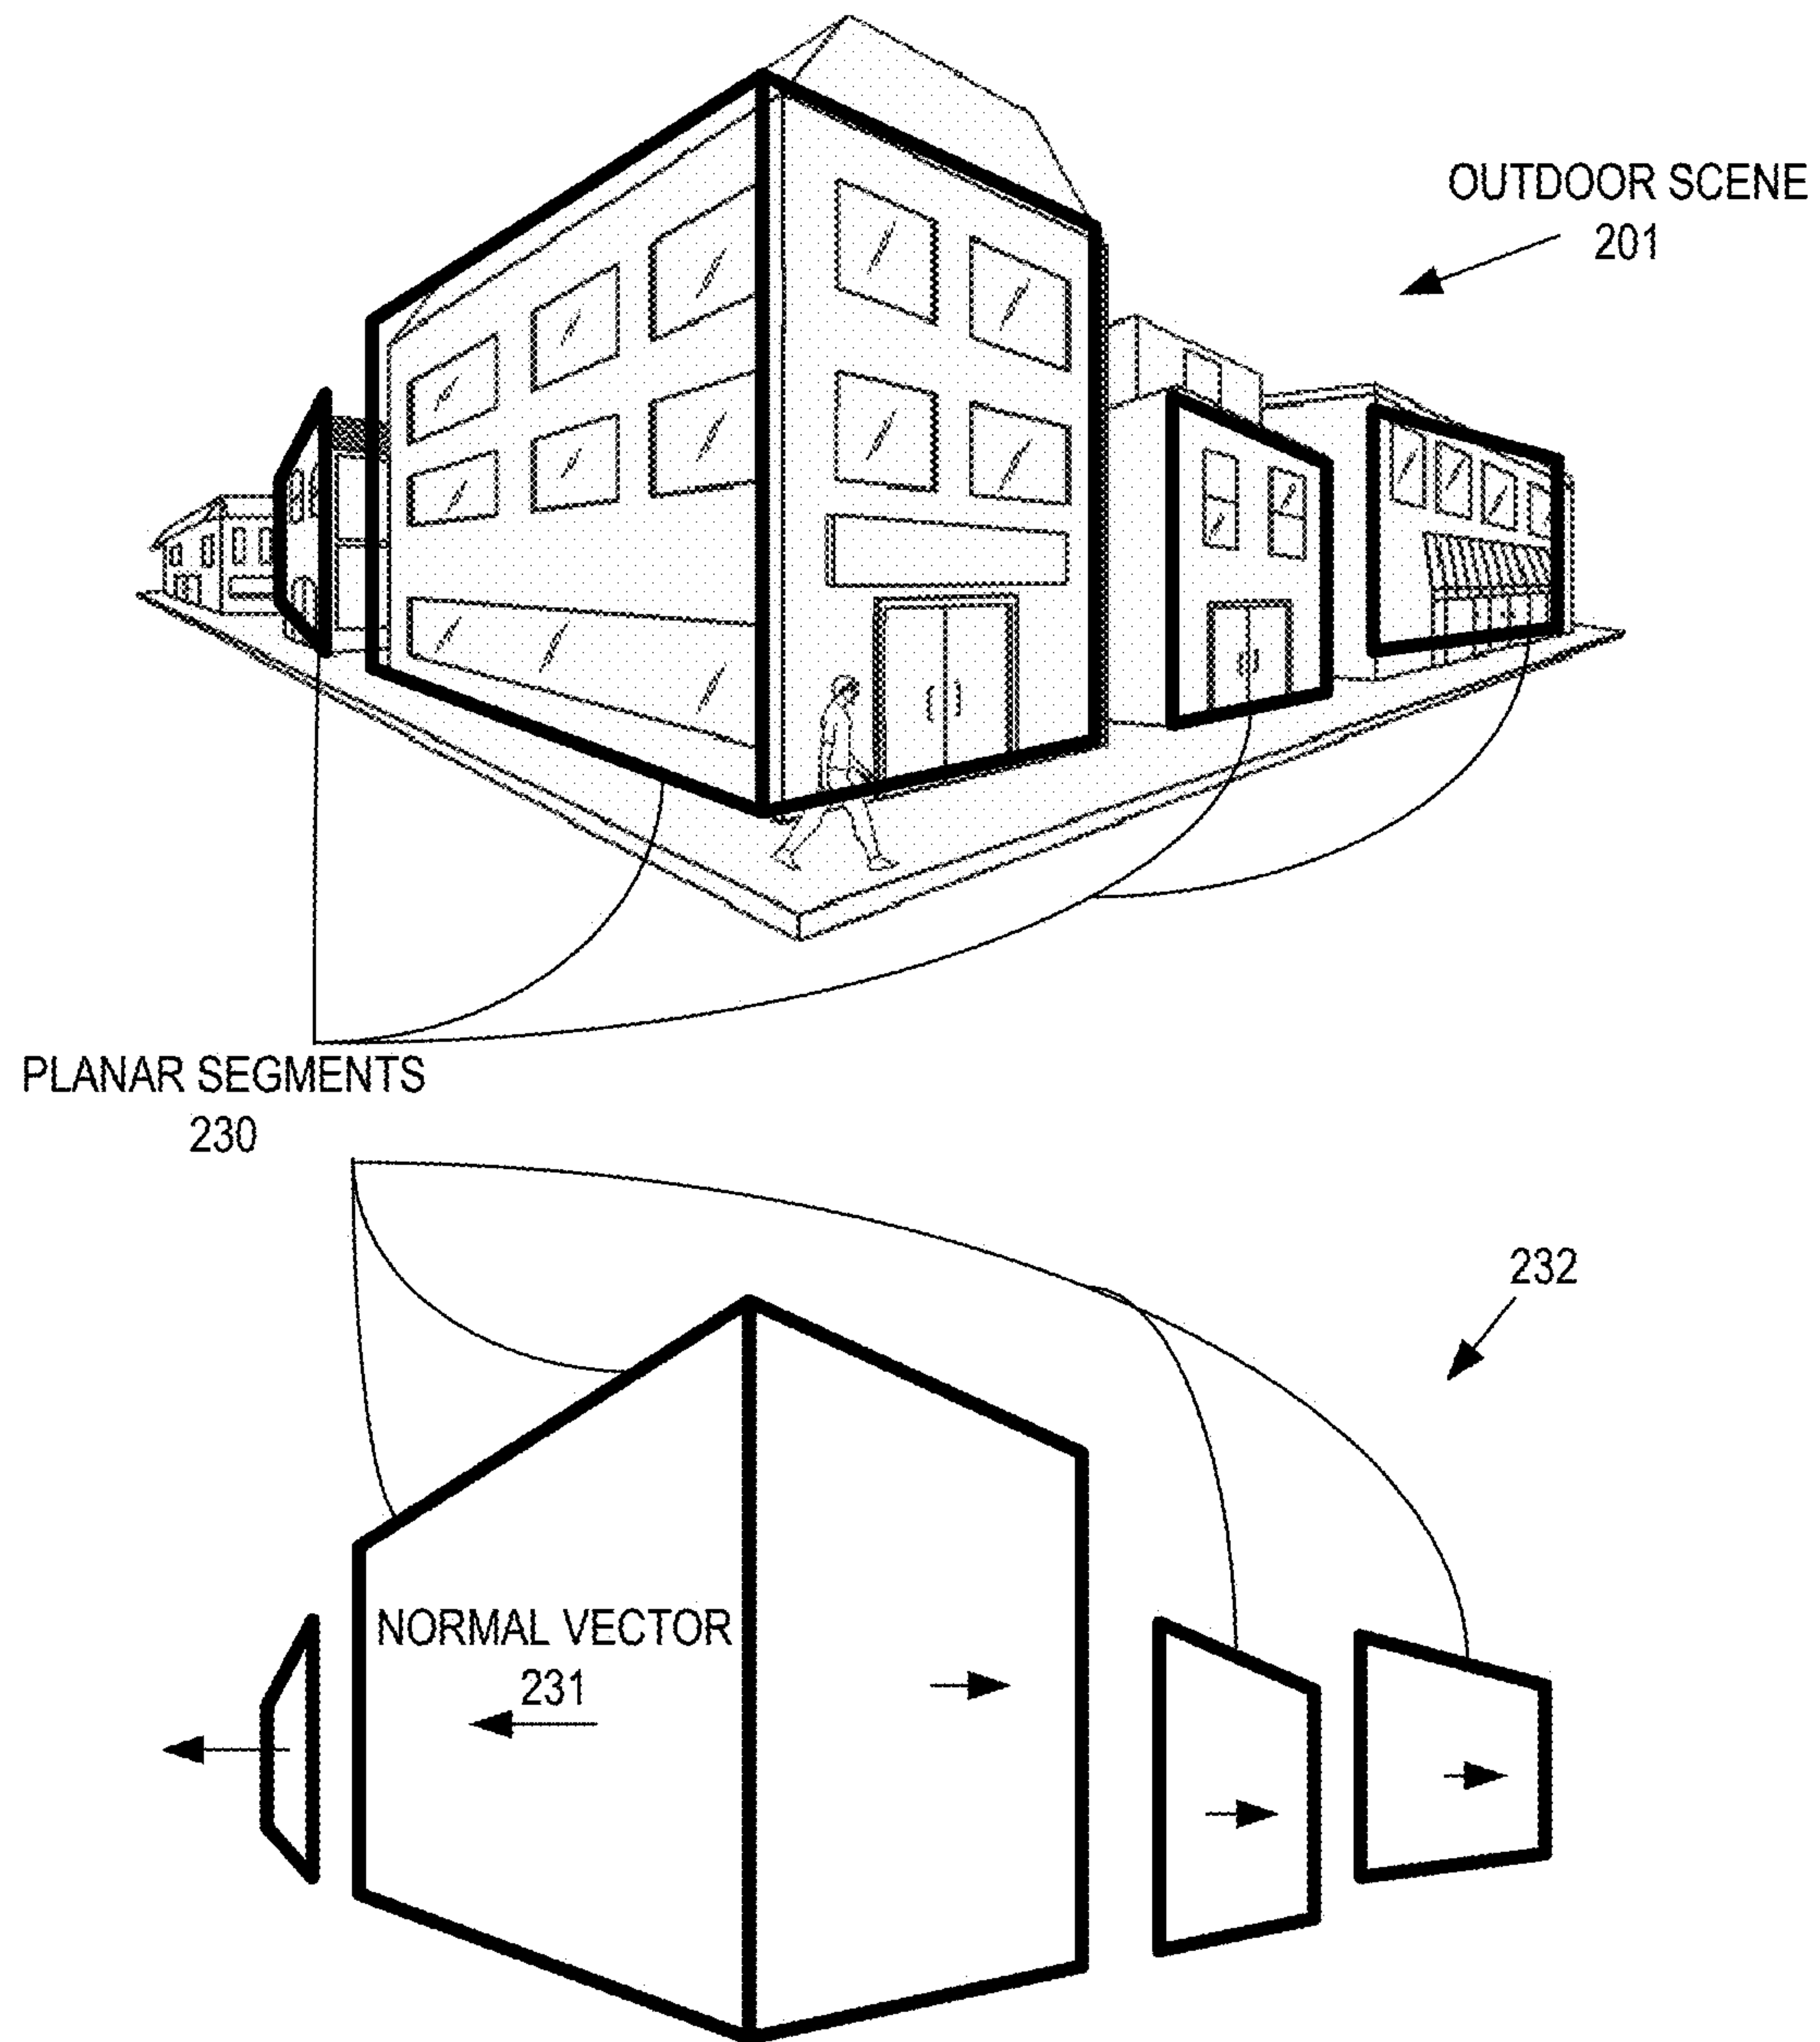 OUTDOOR SCENE
201
PLANAR SEGMENTS
230
232
NORMAL VECTOR
231